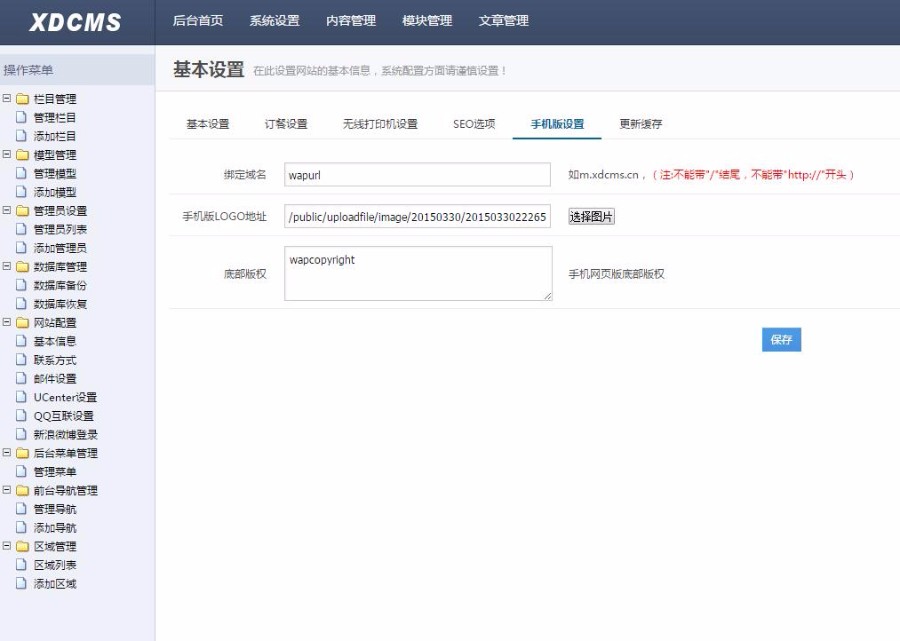 XDCMS
后台首页 系统设置 内容管理 模块管理 文章管理
操作菜单
栏目管理
管理栏目
添加栏目
模型管理
管理模型
添加模型
管理员设置
管理员列表
添加管理员
数据库管理
数据库备份
数据库恢复
网站配置
基本信息
联系方式
邮件设置
UCenter设置
QQ互联设置
新浪微博登录
后台菜单管理
管理菜单
前台导航管理
管理导航
添加导航
区域管理
区域列表
添加区域
基本设置 在此设置网站的基本信息，系统配置方面请谨慎设置！
基本设置 订餐设置 无线打印机设置 SEO选项 手机版设置 更新缓存
绑定域名 wapurl 如m.xdcms.cn，（注:不能带"/"结尾，不能带"http://"开头）
手机版LOGO地址 /public/uploadfile/image/20150330/2015033022265 选择图片
底部版权 wapcopyright 手机网页版底部版权
保存